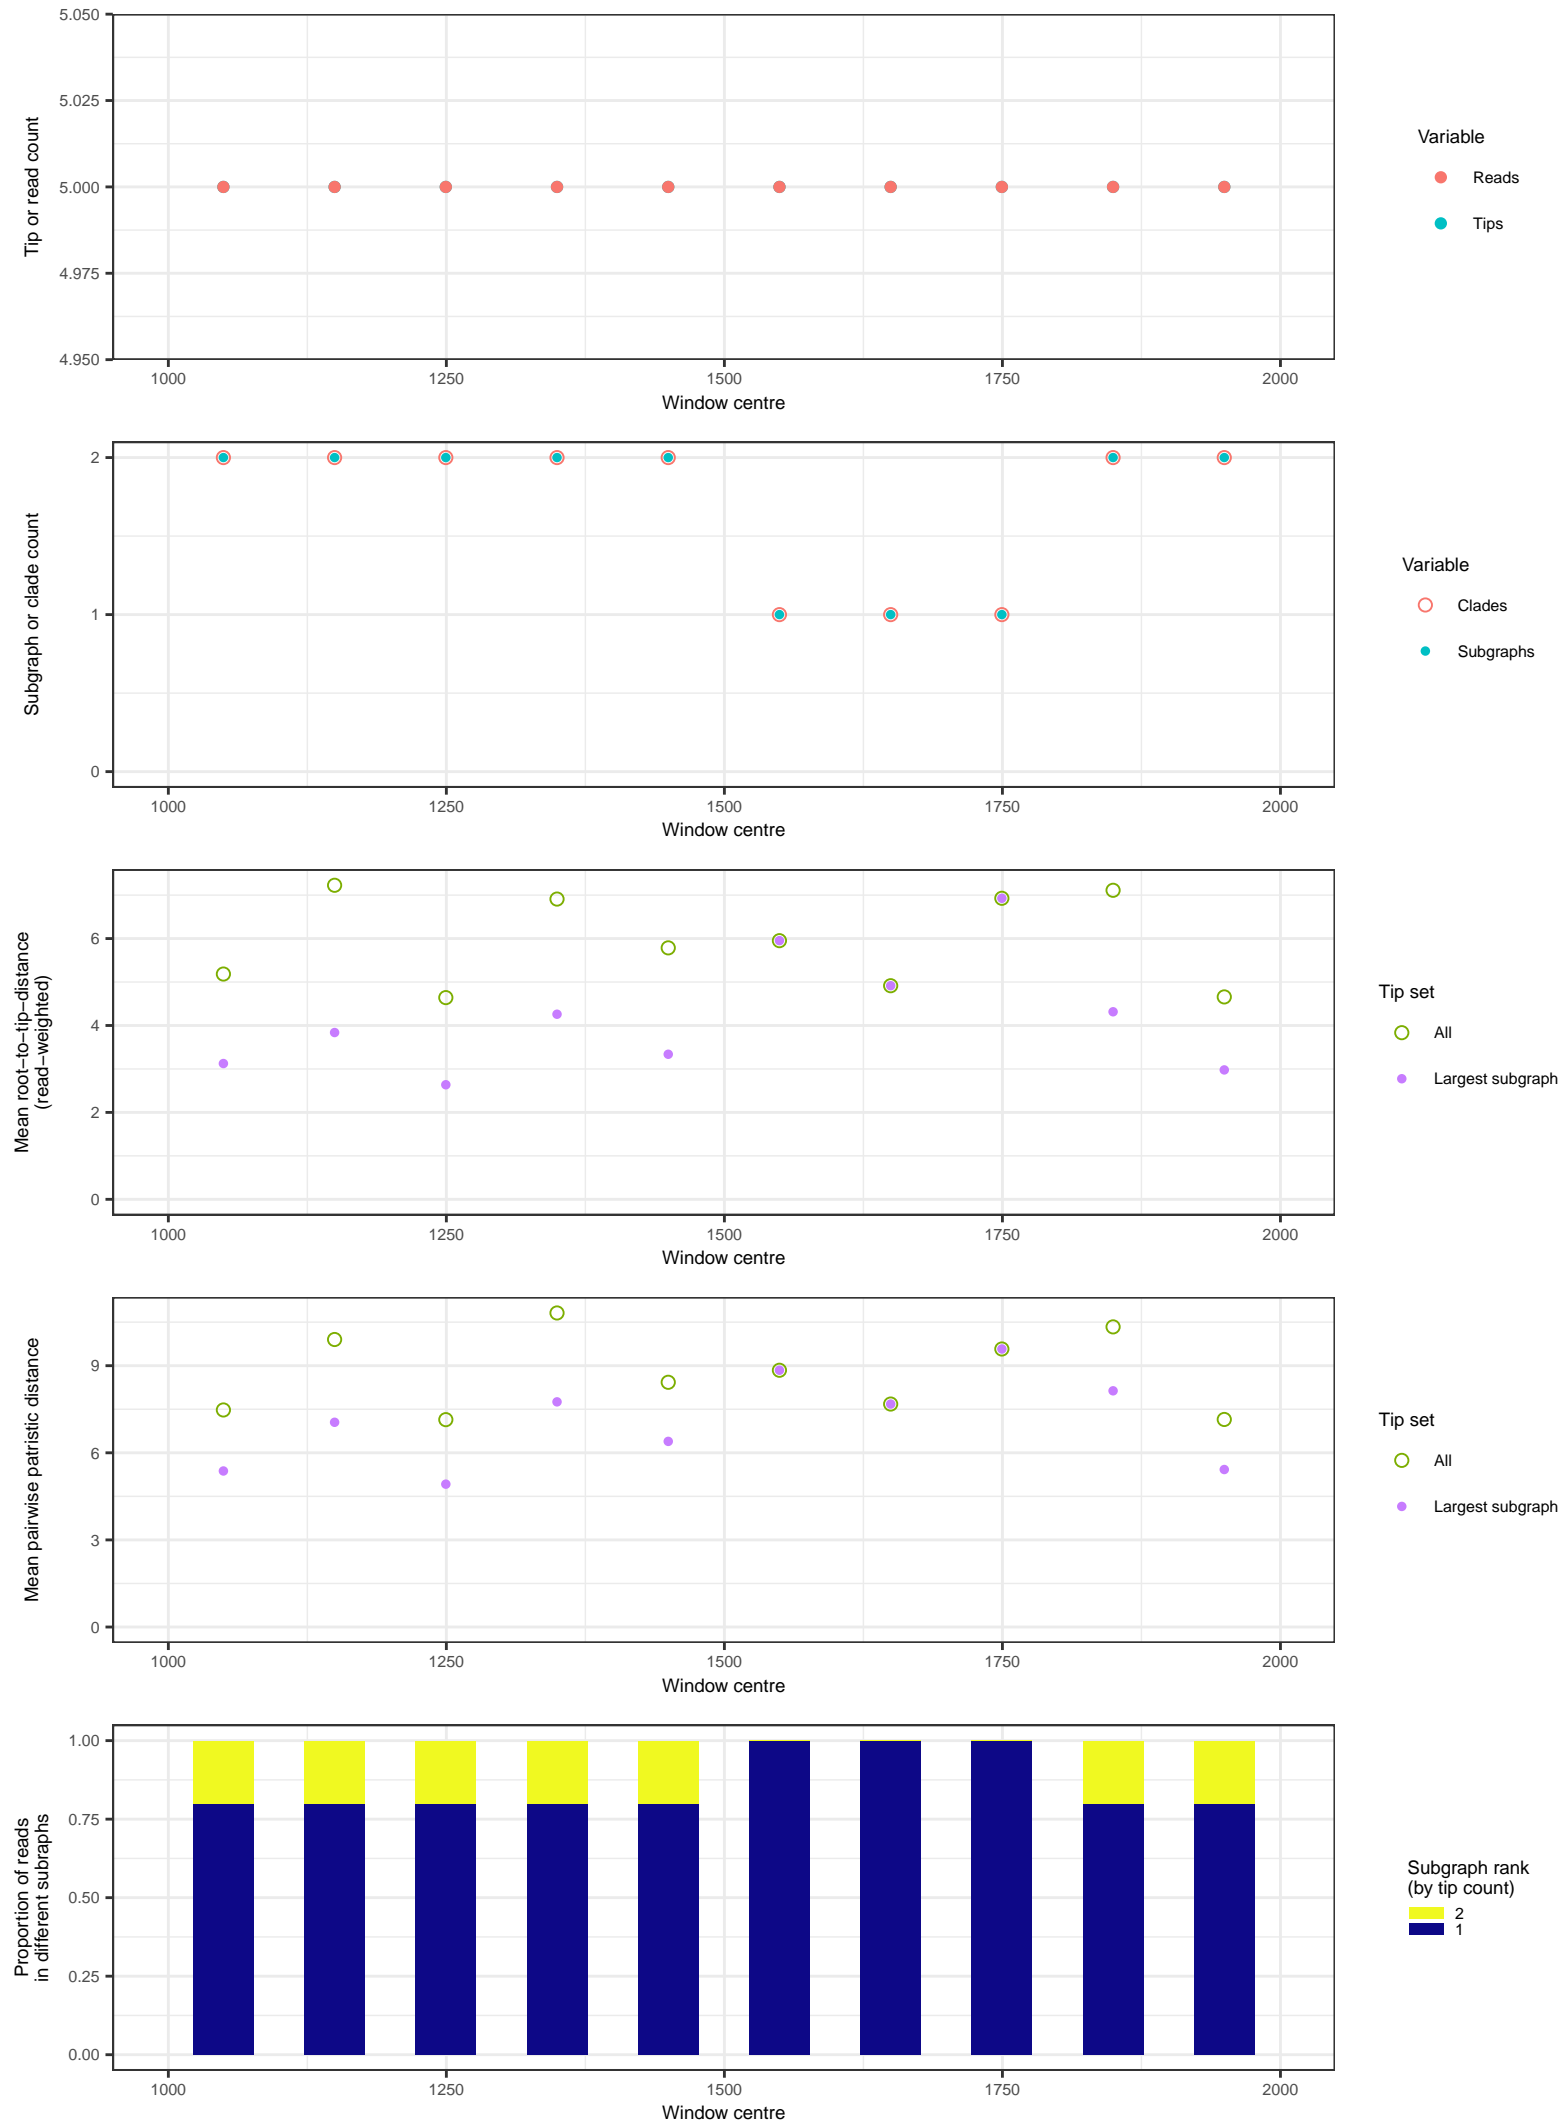 5.050
5.025
5.000
4.975
4.950
Tip or read count
1000 1250 1500 1750 2000
Window centre
Variable
Reads
Tips
2
1
0
Subgraph or clade count
1000 1250 1500 1750 2000
Window centre
Variable
Clades
Subgraphs
6
4
2
0
Mean root−to−tip−distance
(read−weighted)
1000 1250 1500 1750 2000
Window centre
Tip set
All
Largest subgraph
9
6
3
0
Mean pairwise patristic distance
1000 1250 1500 1750 2000
Window centre
Tip set
All
Largest subgraph
1.00
0.75
0.50
0.25
0.00
Proportion of reads
in different subraphs
1000 1250 1500 1750 2000
Window centre
Subgraph rank
(by tip count)
2
1